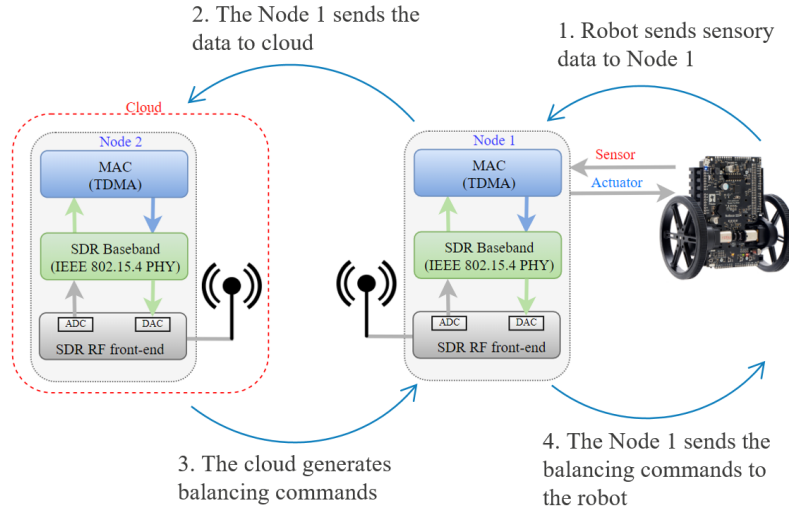 2. The Node 1 sends the
data to cloud
1. Robot sends sensory
data to Node 1
Cloud
Node 2
MAC
(TDMA)
SDR Baseband
(IEEE 802.15.4 PHY)
ADC
DAC
SDR RF front-end
Node 1
MAC
(TDMA)
SDR Baseband
(IEEE 802.15.4 PHY)
ADC
DAC
SDR RF front-end
Sensor
Actuator
3. The cloud generates
balancing commands
4. The Node 1 sends the
balancing commands to
the robot